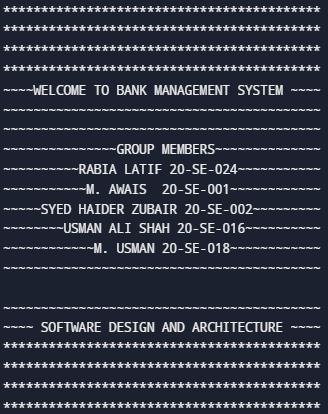 ******************************************
******************************************
******************************************
******************************************
~~~~WELCOME TO BANK MANAGEMENT SYSTEM ~~~~
~~~~~~~~~~~~~~~~~~~~~~~~~~~~~~~~~~~~~~~~~~
~~~~~~~~~~~~~~~~~~~~~~~~~~~~~~~~~~~~~~~~~~
~~~~~~~~~~~~~~~GROUP MEMBERS~~~~~~~~~~~~~~
~~~~~~~~~~RABIA LATIF 20-SE-024~~~~~~~~~~~
~~~~~~~~~~~M. AWAIS  20-SE-001~~~~~~~~~~~~
~~~~~SYED HAIDER ZUBAIR 20-SE-002~~~~~~~~~
~~~~~~~~USMAN ALI SHAH 20-SE-016~~~~~~~~~~
~~~~~~~~~~~~M. USMAN 20-SE-018~~~~~~~~~~~~
~~~~~~~~~~~~~~~~~~~~~~~~~~~~~~~~~~~~~~~~~~
~~~~~~~~~~~~~~~~~~~~~~~~~~~~~~~~~~~~~~~~~~
~~~~ SOFTWARE DESIGN AND ARCHITECTURE ~~~~
******************************************
******************************************
******************************************
******************************************